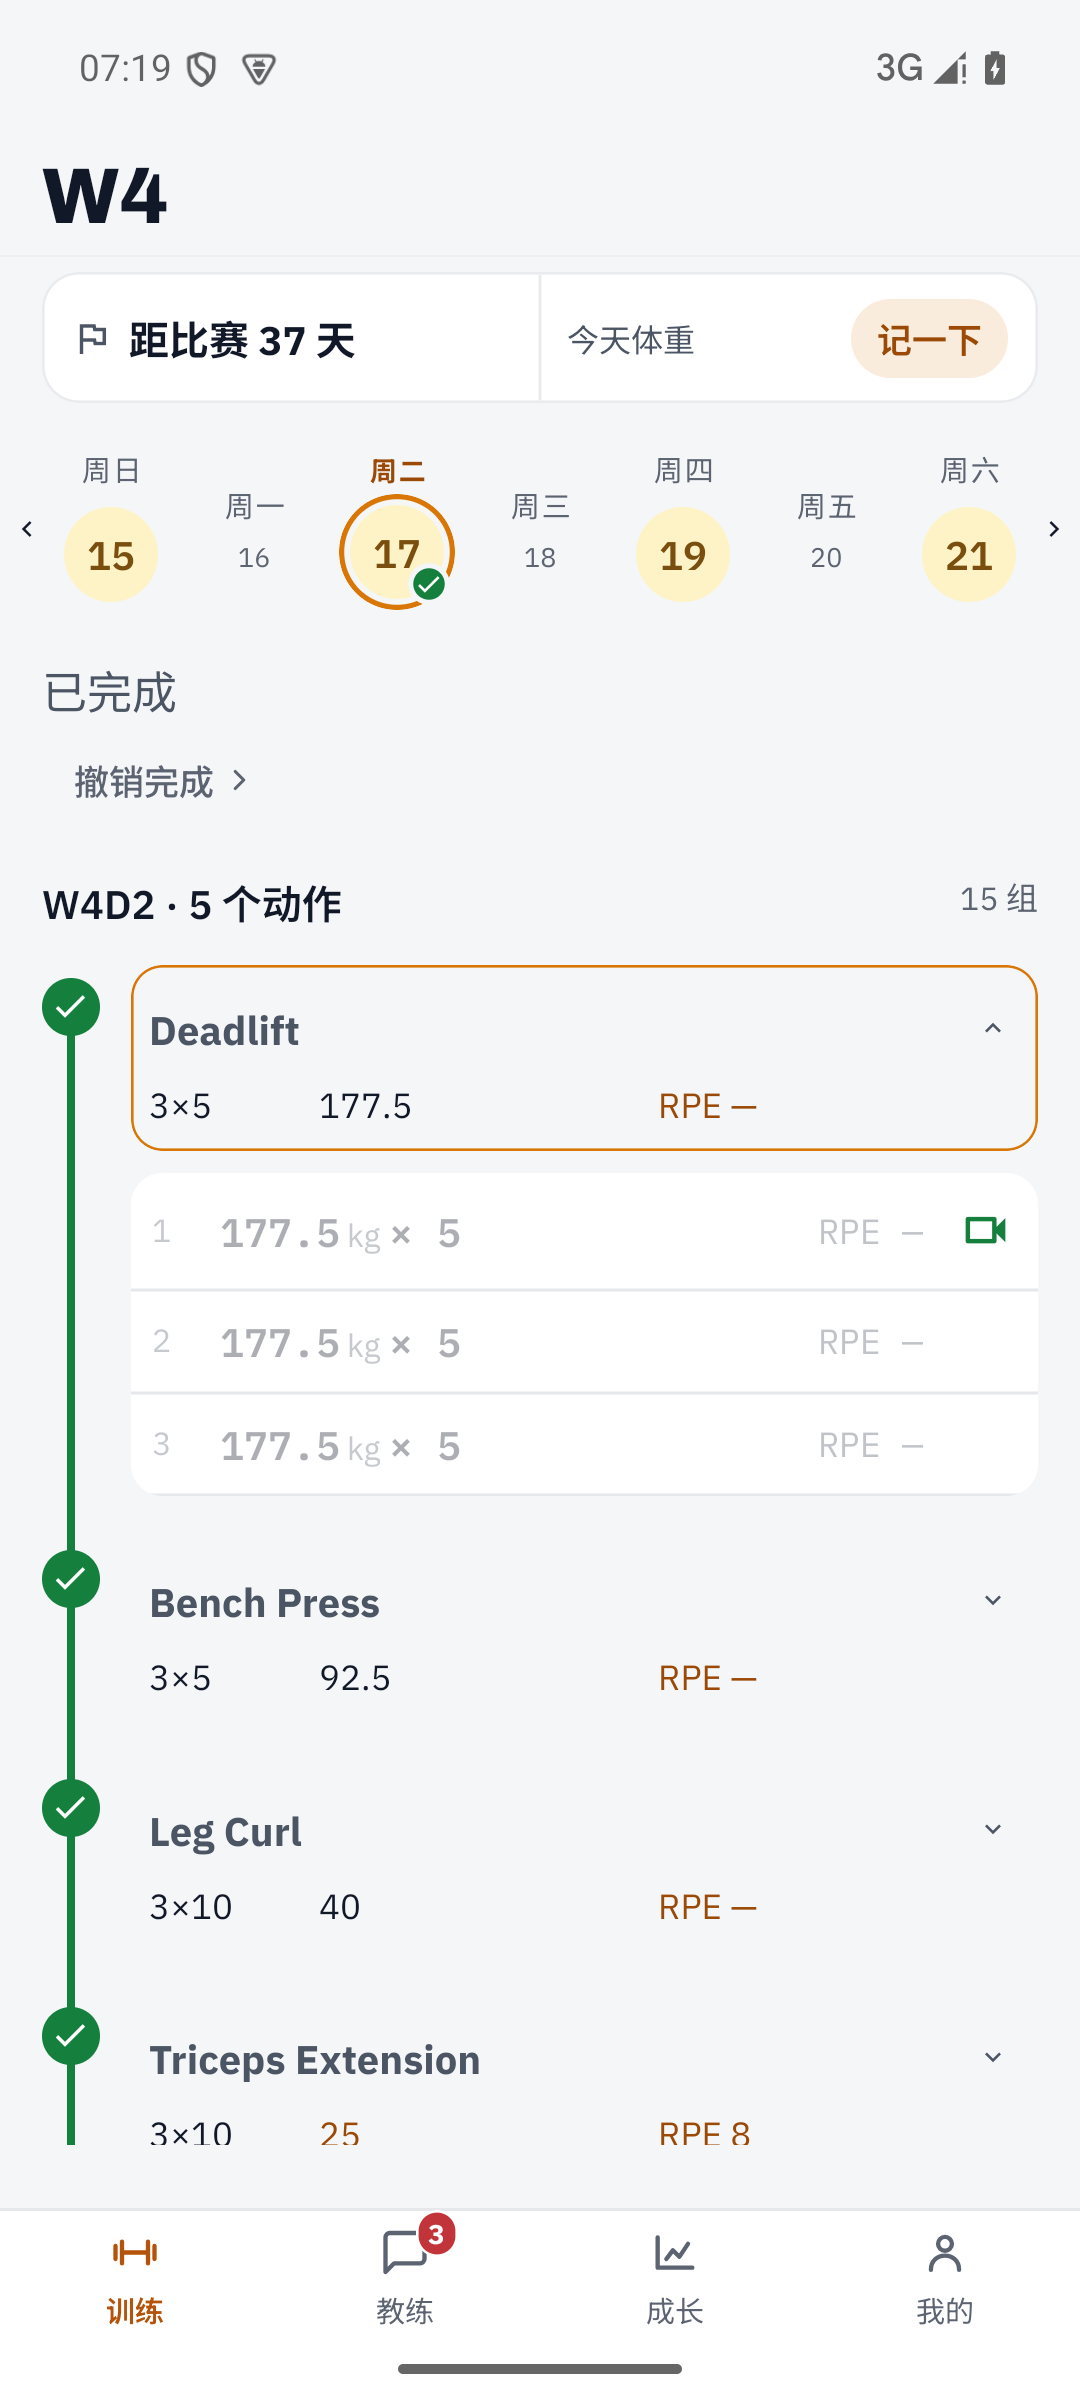 07:19
3G
W4
距比赛 37 天
今天体重
记一下
周日 周一 周二 周三 周四 周五 周六
15 16 17 18 19 20 21
已完成
撤销完成
W4D2 · 5 个动作
15 组
Deadlift
3×5 177.5 RPE —
1 177.5 kg × 5 RPE —
2 177.5 kg × 5 RPE —
3 177.5 kg × 5 RPE —
Bench Press
3×5 92.5 RPE —
Leg Curl
3×10 40 RPE —
Triceps Extension
3×10 25 RPE 8
3
训练 教练 成长 我的